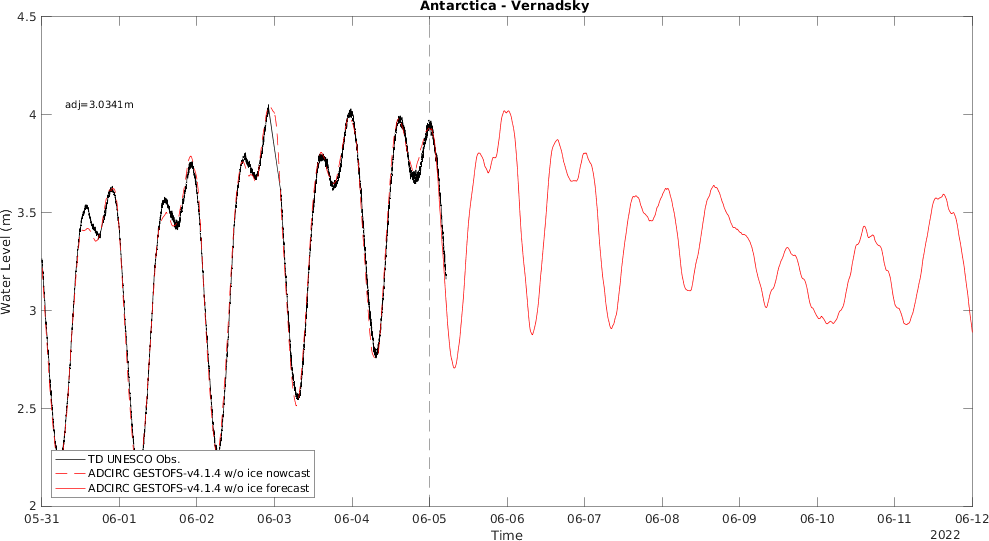 Antarctica - Vernadsky
4.5
adj=3.0341m
4
3.5
Water Level (m)
3
2.5
TD UNESCO Obs.
ADCIRC GESTOFS-v4.1.4 w/o ice nowcast
ADCIRC GESTOFS-v4.1.4 w/o ice forecast
2
05-31 06-01 06-02 06-03 06-04 06-05 06-06 06-07 06-08 06-09 06-10 06-11 06-12
Time
2022